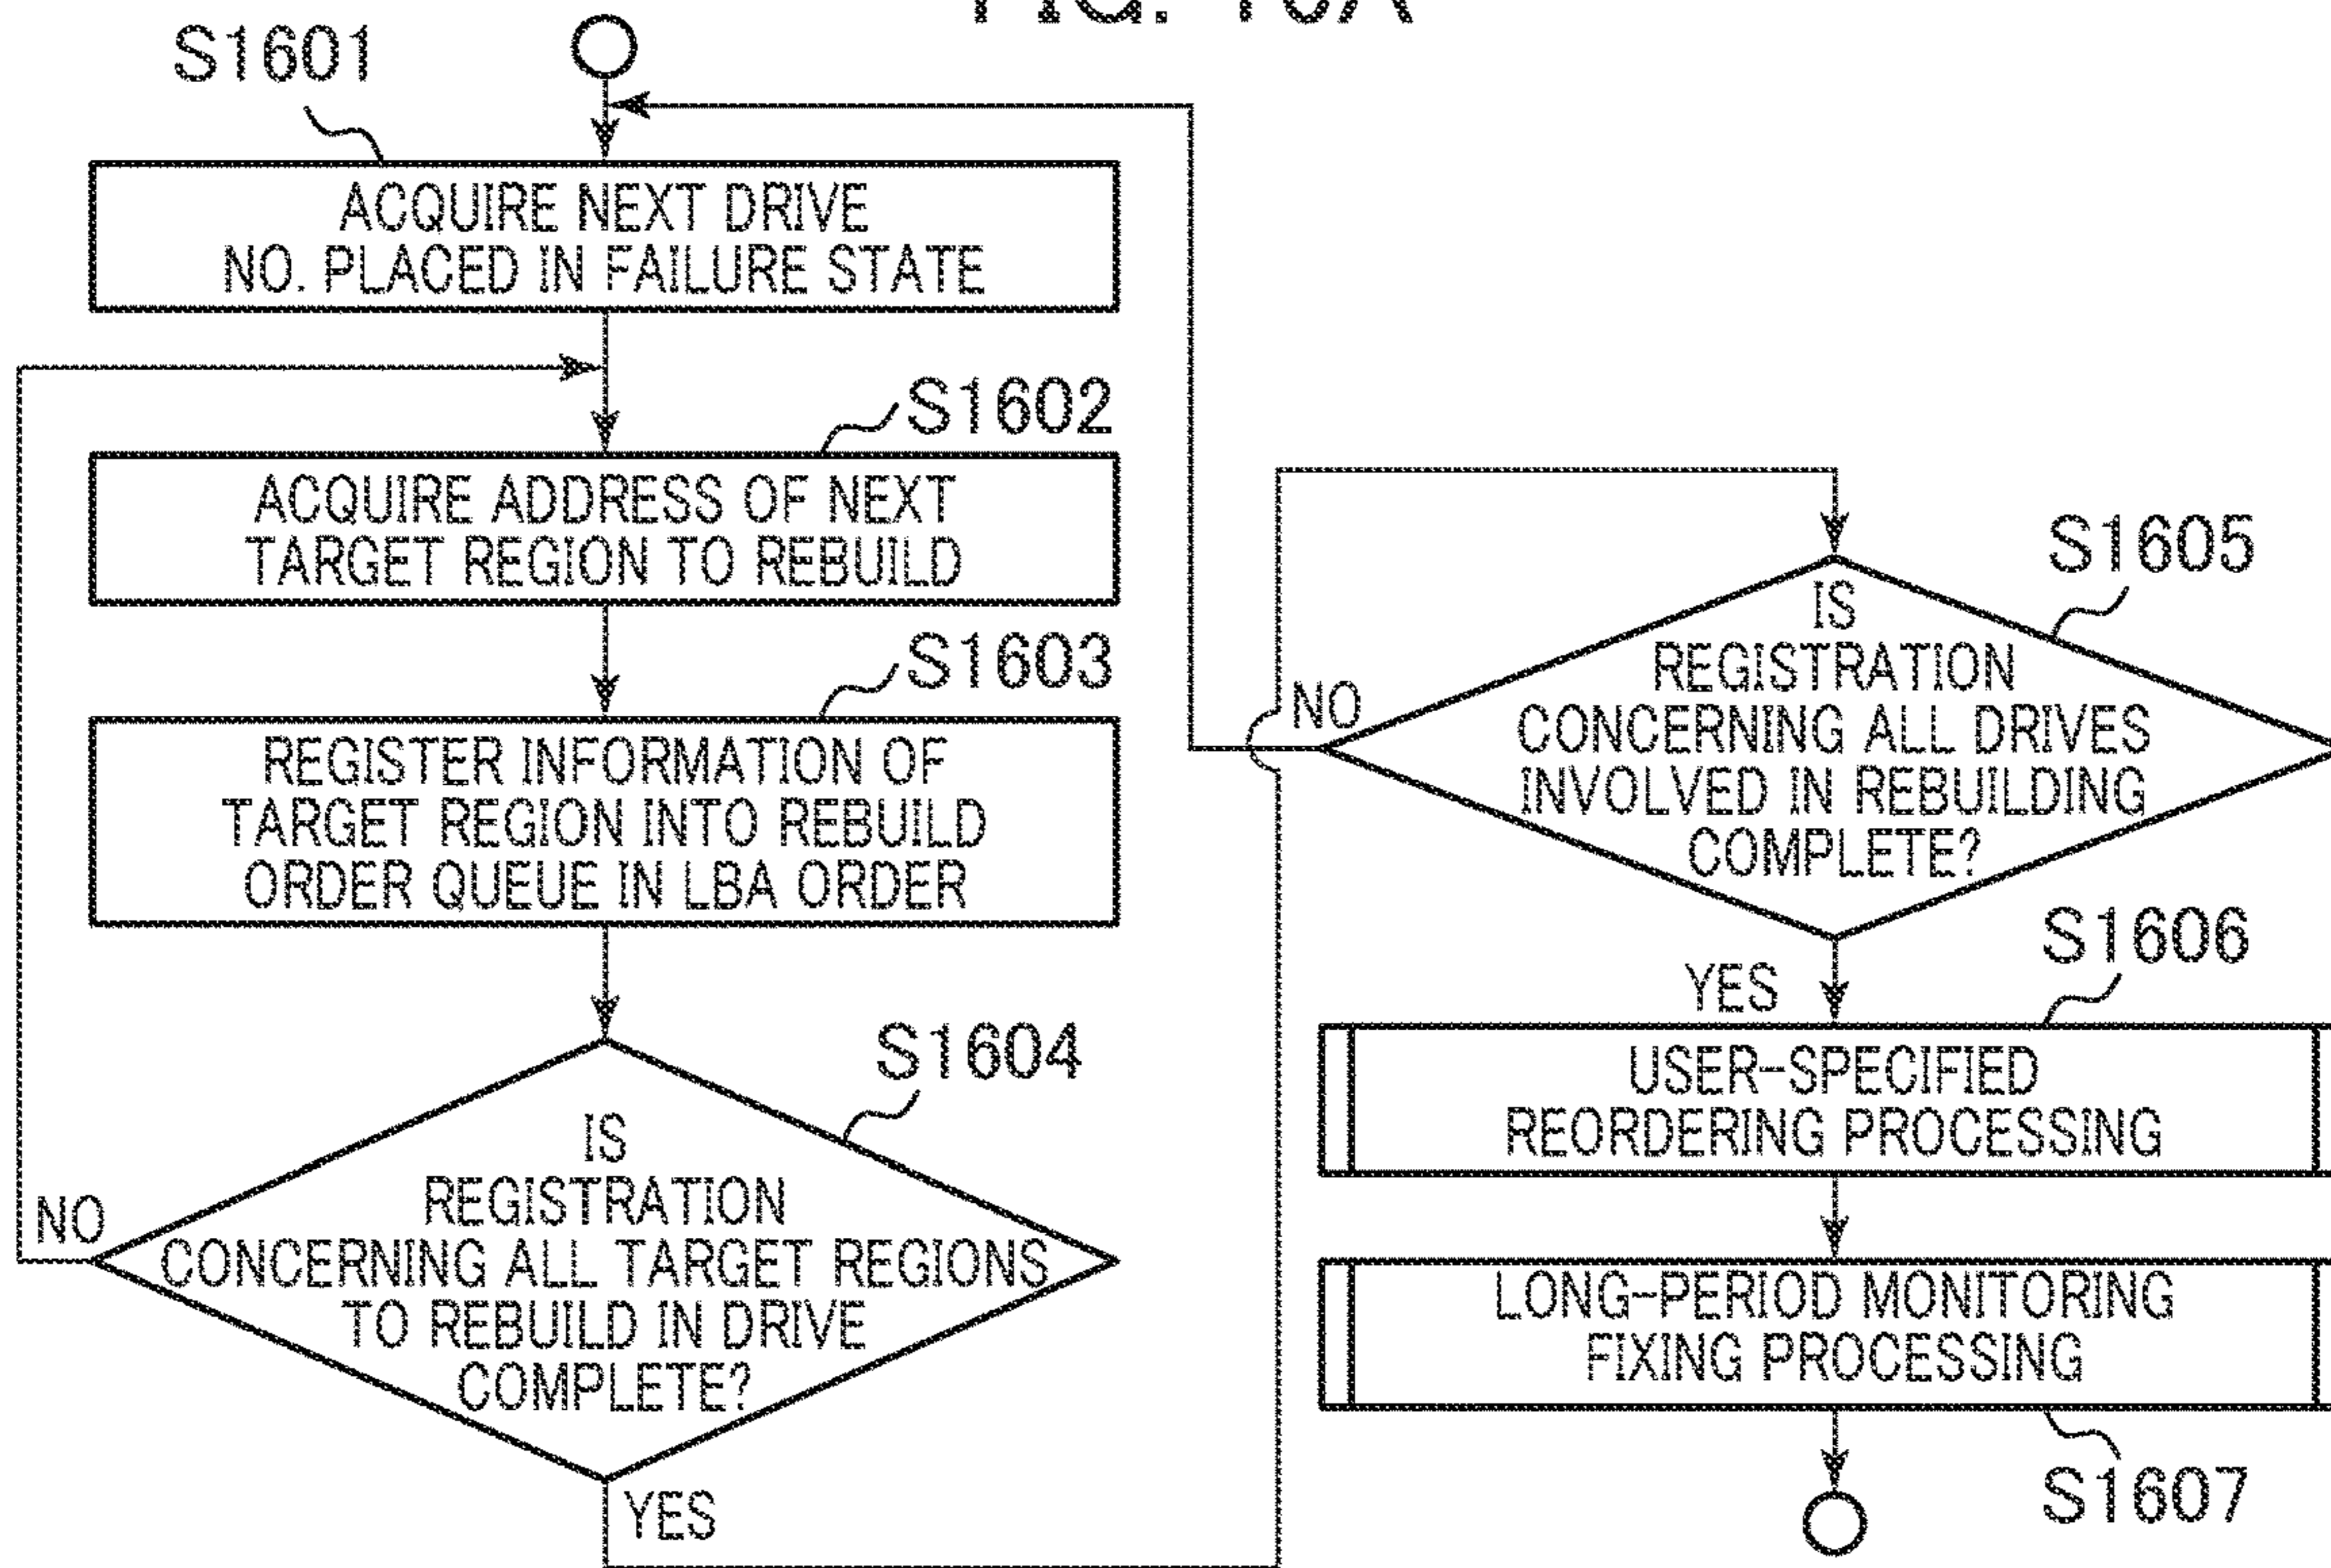 FIG. 16A
S1601
ACQUIRE NEXT DRIVE
NO. PLACED IN FAILURE STATE
S1602
ACQUIRE ADDRESS OF NEXT
TARGET REGION TO REBUILD
S1603
REGISTER INFORMATION OF
TARGET REGION INTO REBUILD
ORDER QUEUE IN LBA ORDER
S1604
IS
REGISTRATION
CONCERNING ALL TARGET REGIONS
TO REBUILD IN DRIVE
COMPLETE?
NO
YES
S1605
IS
REGISTRATION
CONCERNING ALL DRIVES
INVOLVED IN REBUILDING
COMPLETE?
NO
YES
S1606
USER-SPECIFIED
REORDERING PROCESSING
LONG-PERIOD MONITORING
FIXING PROCESSING
S1607